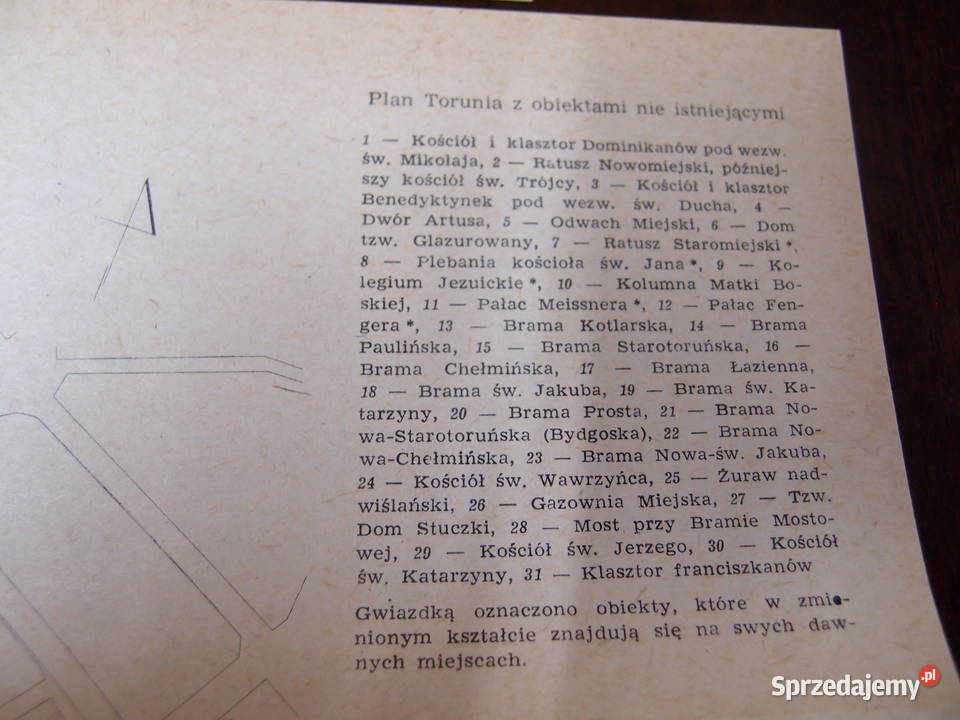 Plan Torunia z obiektami nie istniejącymi
1 — Kościół i klasztor Dominikanów pod wezw.
św. Mikołaja, 2 — Ratusz Nowomiejski, później-
szy kościół św. Trójcy, 3 — Kościół i klasztor
Benedyktynek pod wezw. św. Ducha, 4 —
Dwór Artusa, 5 — Odwach Miejski, 6 — Dom
tzw. Glazurowany, 7 — Ratusz Staromiejski*,
8 — Plebania kościoła św. Jana*, 9 — Ko-
legium Jezuickie*, 10 — Kolumna Matki Bo-
skiej, 11 — Pałac Meissnera*, 12 — Pałac Fen-
gera*, 13 — Brama Kotlarska, 14 — Brama
Paulińska, 15 — Brama Starotoruńska, 16 —
Brama Chełmińska, 17 — Brama Łazienna,
18 — Brama św. Jakuba, 19 — Brama św. Ka-
tarzyny, 20 — Brama Prosta, 21 — Brama No-
wa-Starotoruńska (Bydgoska), 22 — Brama No-
wa-Chełmińska, 23 — Brama Nowa-św. Jakuba,
24 — Kościół św. Wawrzyńca, 25 — Żuraw nad-
wiślański, 26 — Gazownia Miejska, 27 — Tzw.
Dom Stuczki, 28 — Most przy Bramie Mosto-
wej, 29 — Kościół św. Jerzego, 30 — Kościół
św. Katarzyny, 31 — Klasztor franciszkanów
Gwiazdką oznaczono obiekty, które w zmie-
nionym kształcie znajdują się na swych daw-
nych miejscach.
Sprzedajemy.pl